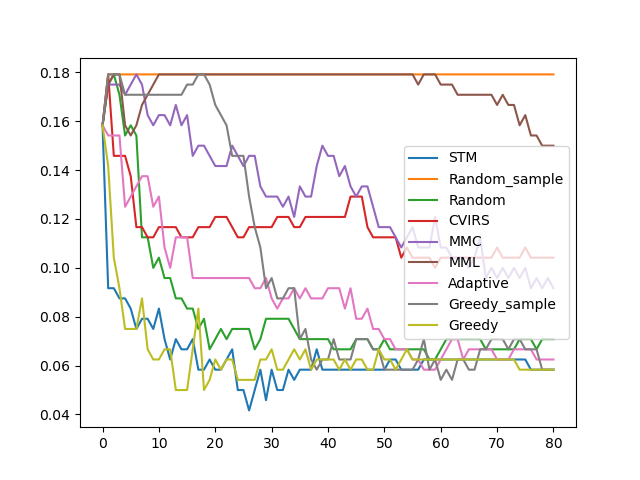 0.18
0.16
0.14
0.12
0.10
0.08
0.06
0.04
0 10 20 30 40 50 60 70 80
STM
Random_sample
Random
CVIRS
MMC
MML
Adaptive
Greedy_sample
Greedy